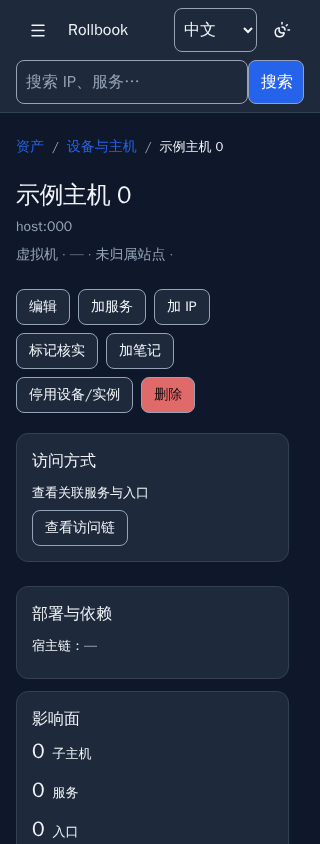 Rollbook
中文
搜索 IP、服务…
搜索
资产 / 设备与主机 / 示例主机 0
示例主机 0
host:000
虚拟机 · — · 未归属站点 ·
编辑 加服务 加 IP
标记核实 加笔记
停用设备/实例 删除
访问方式
查看关联服务与入口
查看访问链
部署与依赖
宿主链：—
影响面
0 子主机
0 服务
0 入口